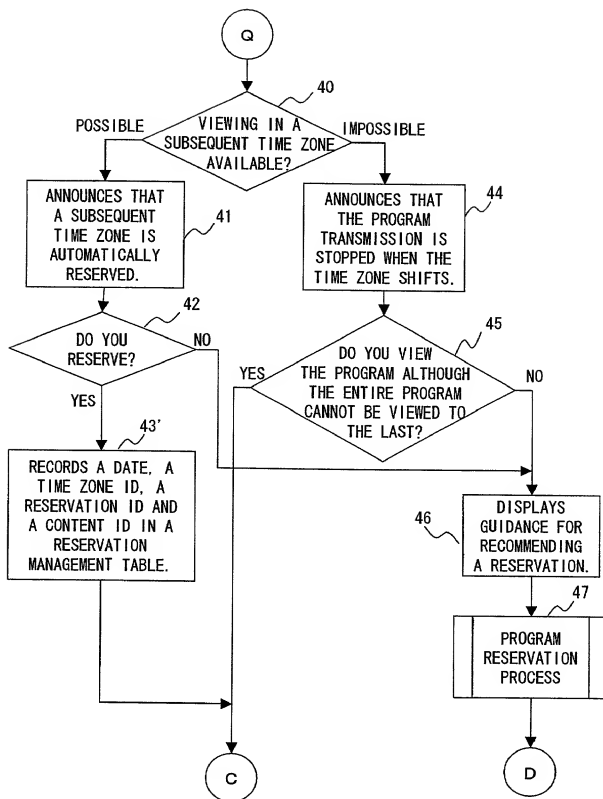 Q
40
VIEWING IN A
SUBSEQUENT TIME ZONE
AVAILABLE?
POSSIBLE
IMPOSSIBLE
ANNOUNCES THAT
A SUBSEQUENT
TIME ZONE IS
AUTOMATICALLY
RESERVED.
41
ANNOUNCES THAT
THE PROGRAM
TRANSMISSION IS
STOPPED WHEN THE
TIME ZONE SHIFTS.
44
42
DO YOU
RESERVE?
NO
YES
45
DO YOU VIEW
THE PROGRAM ALTHOUGH
THE ENTIRE PROGRAM
CANNOT BE VIEWED TO
THE LAST?
YES
NO
43'
RECORDS A DATE, A
TIME ZONE ID, A
RESERVATION ID AND
A CONTENT ID IN A
RESERVATION
MANAGEMENT TABLE.
46
DISPLAYS
GUIDANCE FOR
RECOMMENDING
A RESERVATION.
47
PROGRAM
RESERVATION
PROCESS
C
D